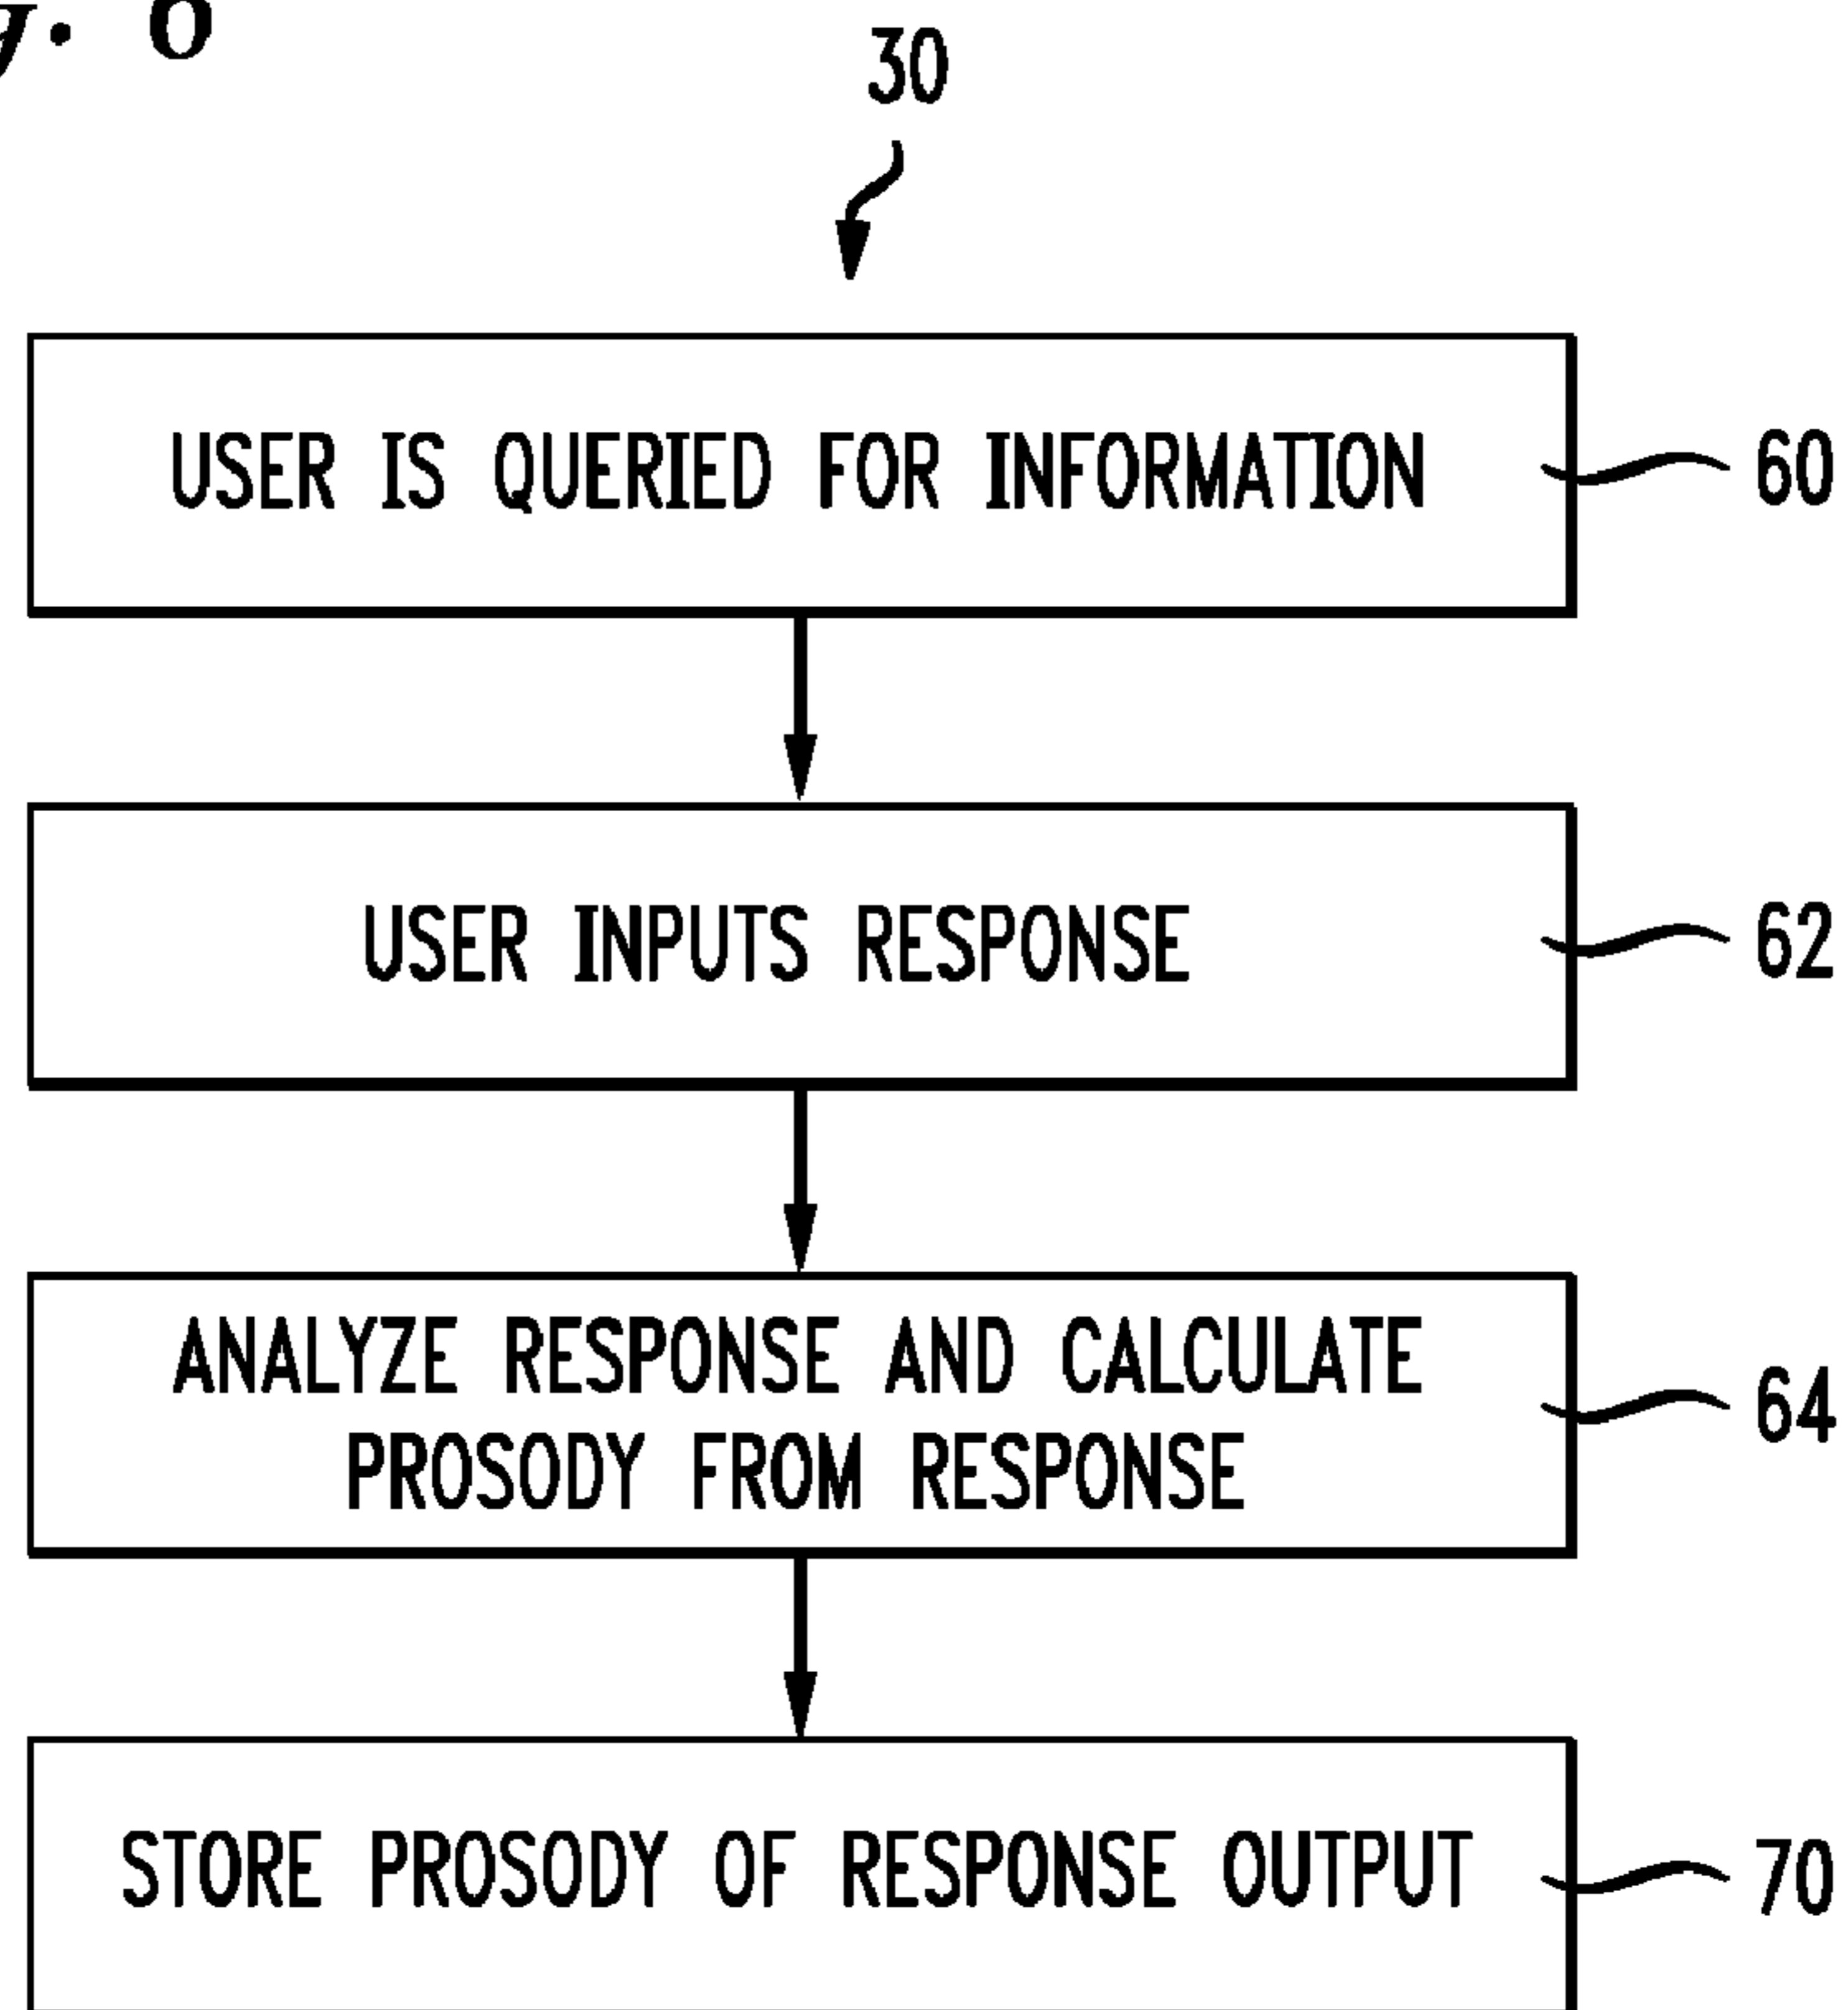 30
USER IS QUERIED FOR INFORMATION
60
USER INPUTS RESPONSE
62
ANALYZE RESPONSE AND CALCULATE
PROSODY FROM RESPONSE
64
STORE PROSODY OF RESPONSE OUTPUT
70